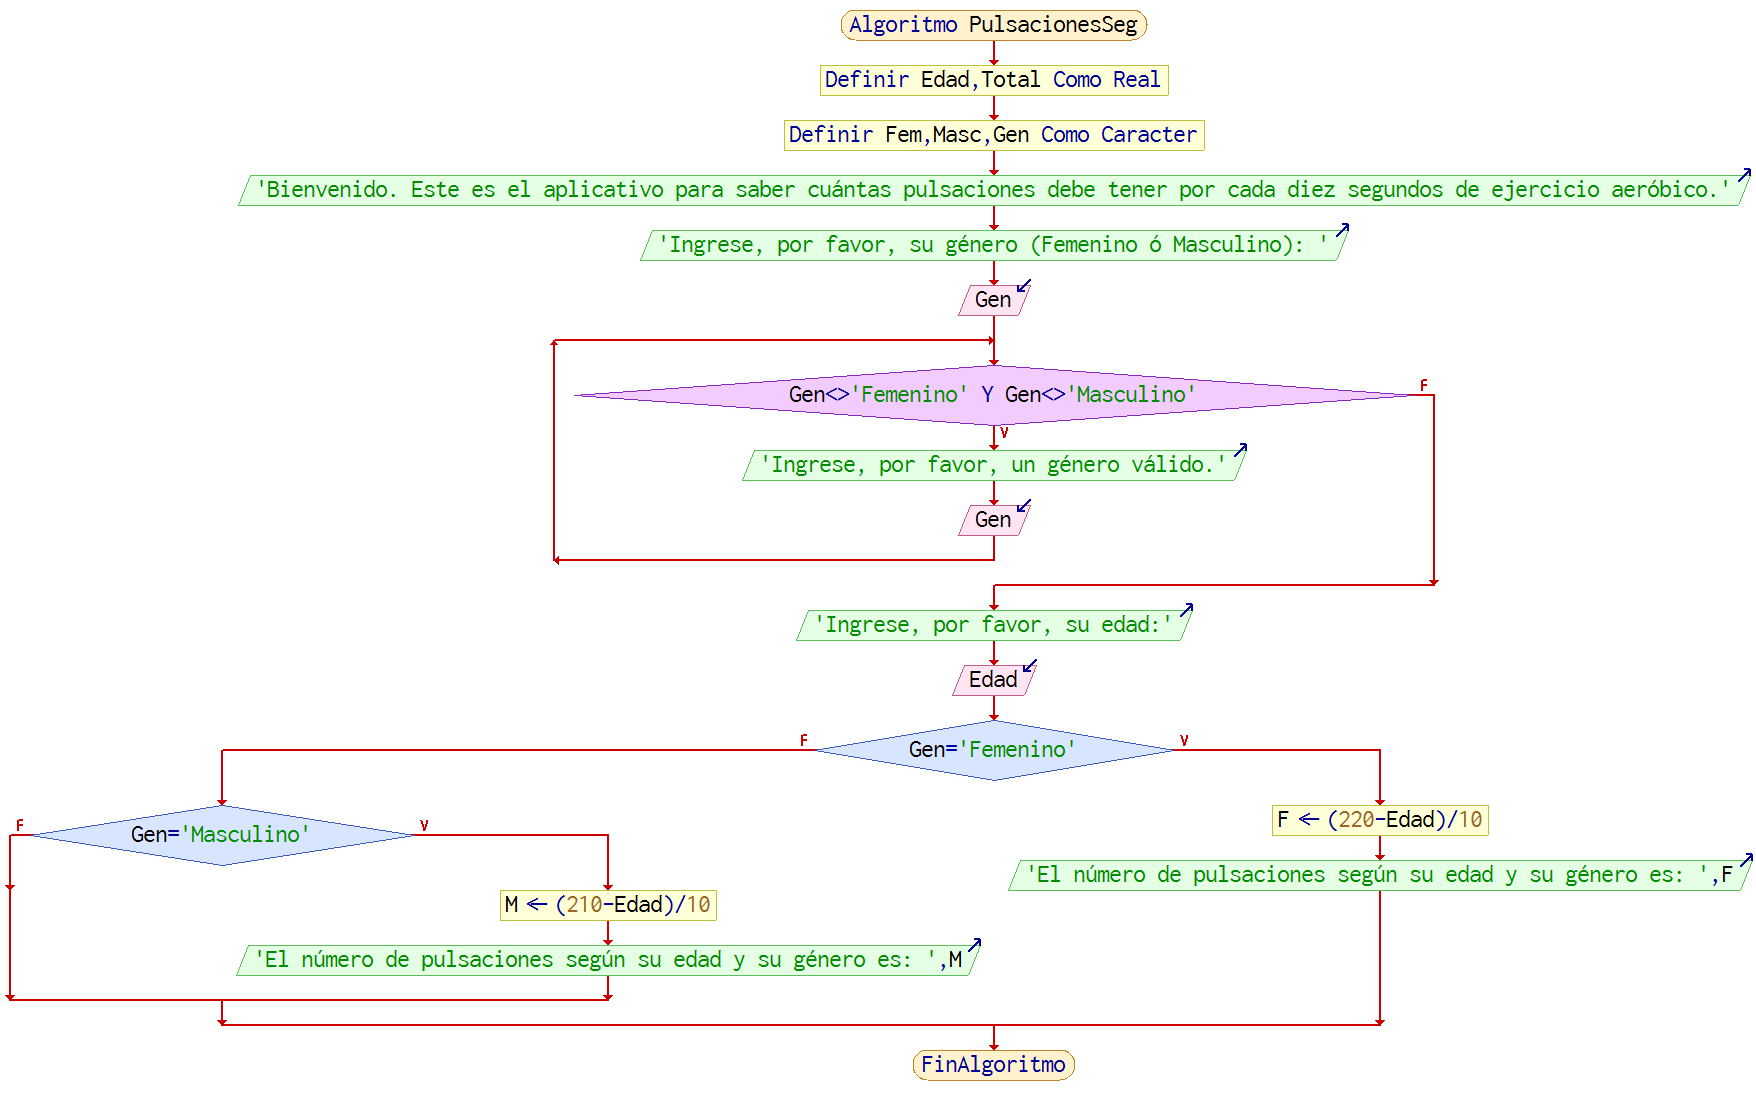 Algoritmo PulsacionesSeg
Definir Edad,Total Como Real
Definir Fem,Masc,Gen Como Caracter
'Bienvenido. Este es el aplicativo para saber cuántas pulsaciones debe tener por cada diez segundos de ejercicio aeróbico.'
'Ingrese, por favor, su género (Femenino ó Masculino): '
Gen
Gen<>'Femenino' Y Gen<>'Masculino'
F
V
'Ingrese, por favor, un género válido.'
Gen
'Ingrese, por favor, su edad:'
Edad
F
Gen='Femenino'
V
F
Gen='Masculino'
V
F ← (220-Edad)/10
'El número de pulsaciones según su edad y su género es: ',F
M ← (210-Edad)/10
'El número de pulsaciones según su edad y su género es: ',M
FinAlgoritmo